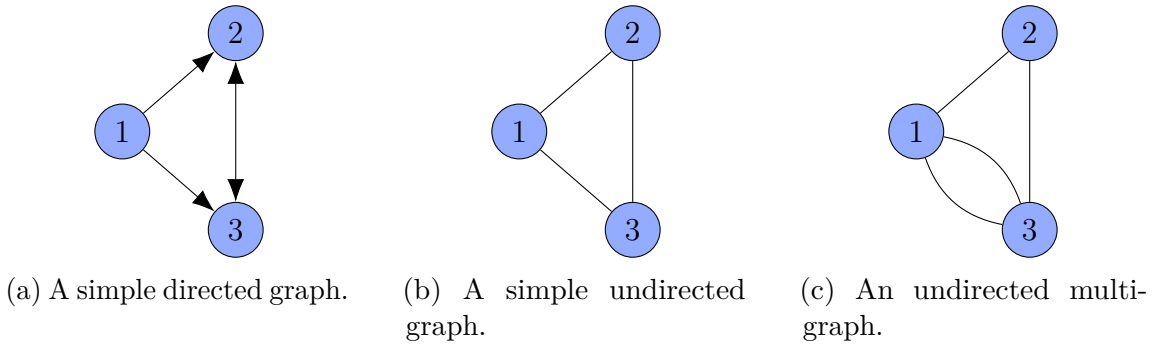 2
1
3
(a) A simple directed graph.
2
1
3
(b) A simple undirected
graph.
2
1
3
(c) An undirected multi-
graph.